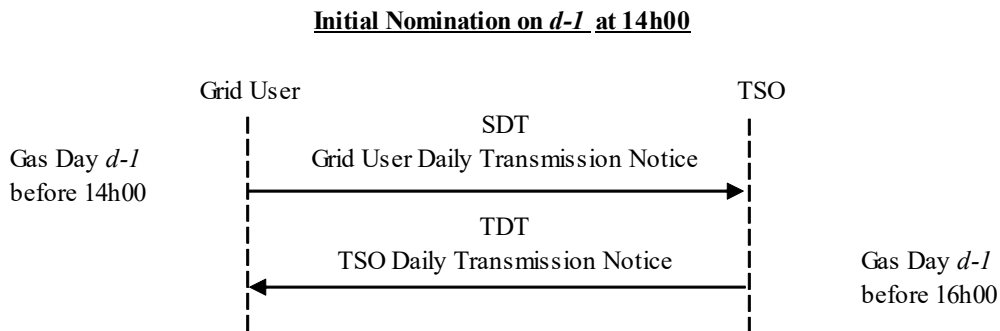 Initial Nomination on d-1 at 14h00
Grid User
TSO
SDT
Gas Day d-1
before 14h00
Grid User Daily Transmission Notice
TDT
TSO Daily Transmission Notice
Gas Day d-1
before 16h00